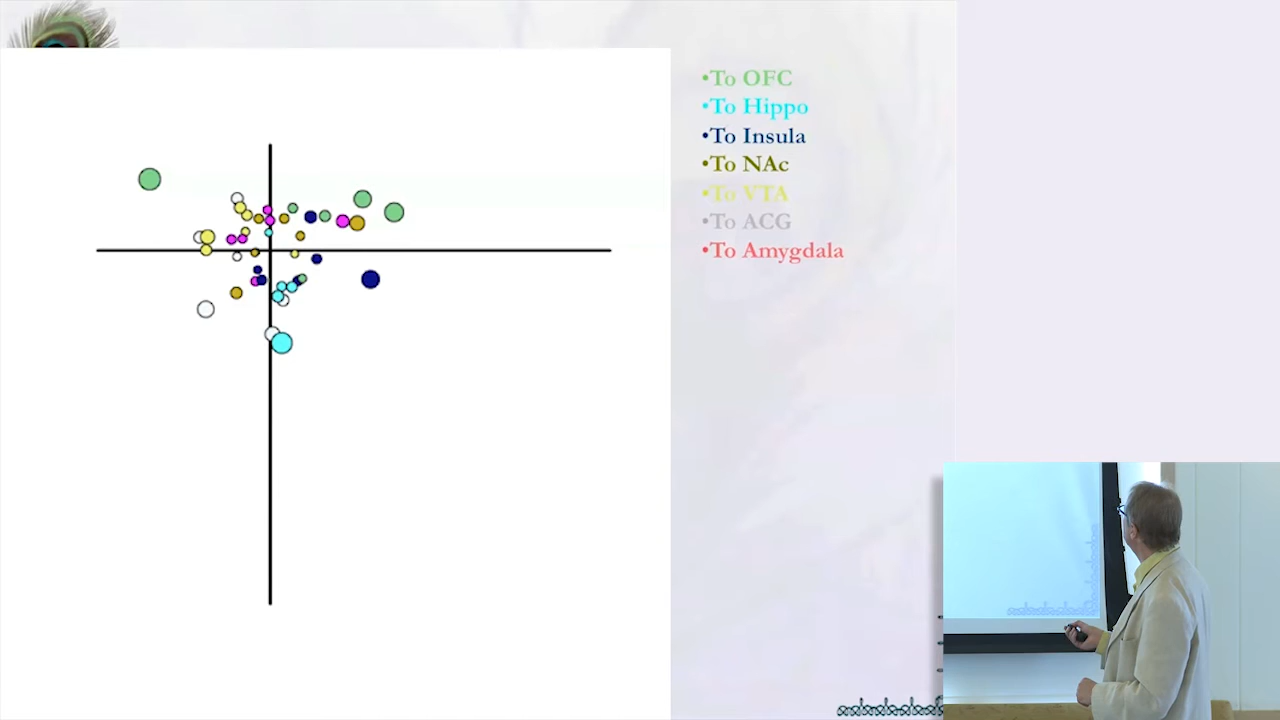 •To OFC
•To Hippo
•To Insula
•To NAc
•To VTA
•To ACG
•To Amygdala